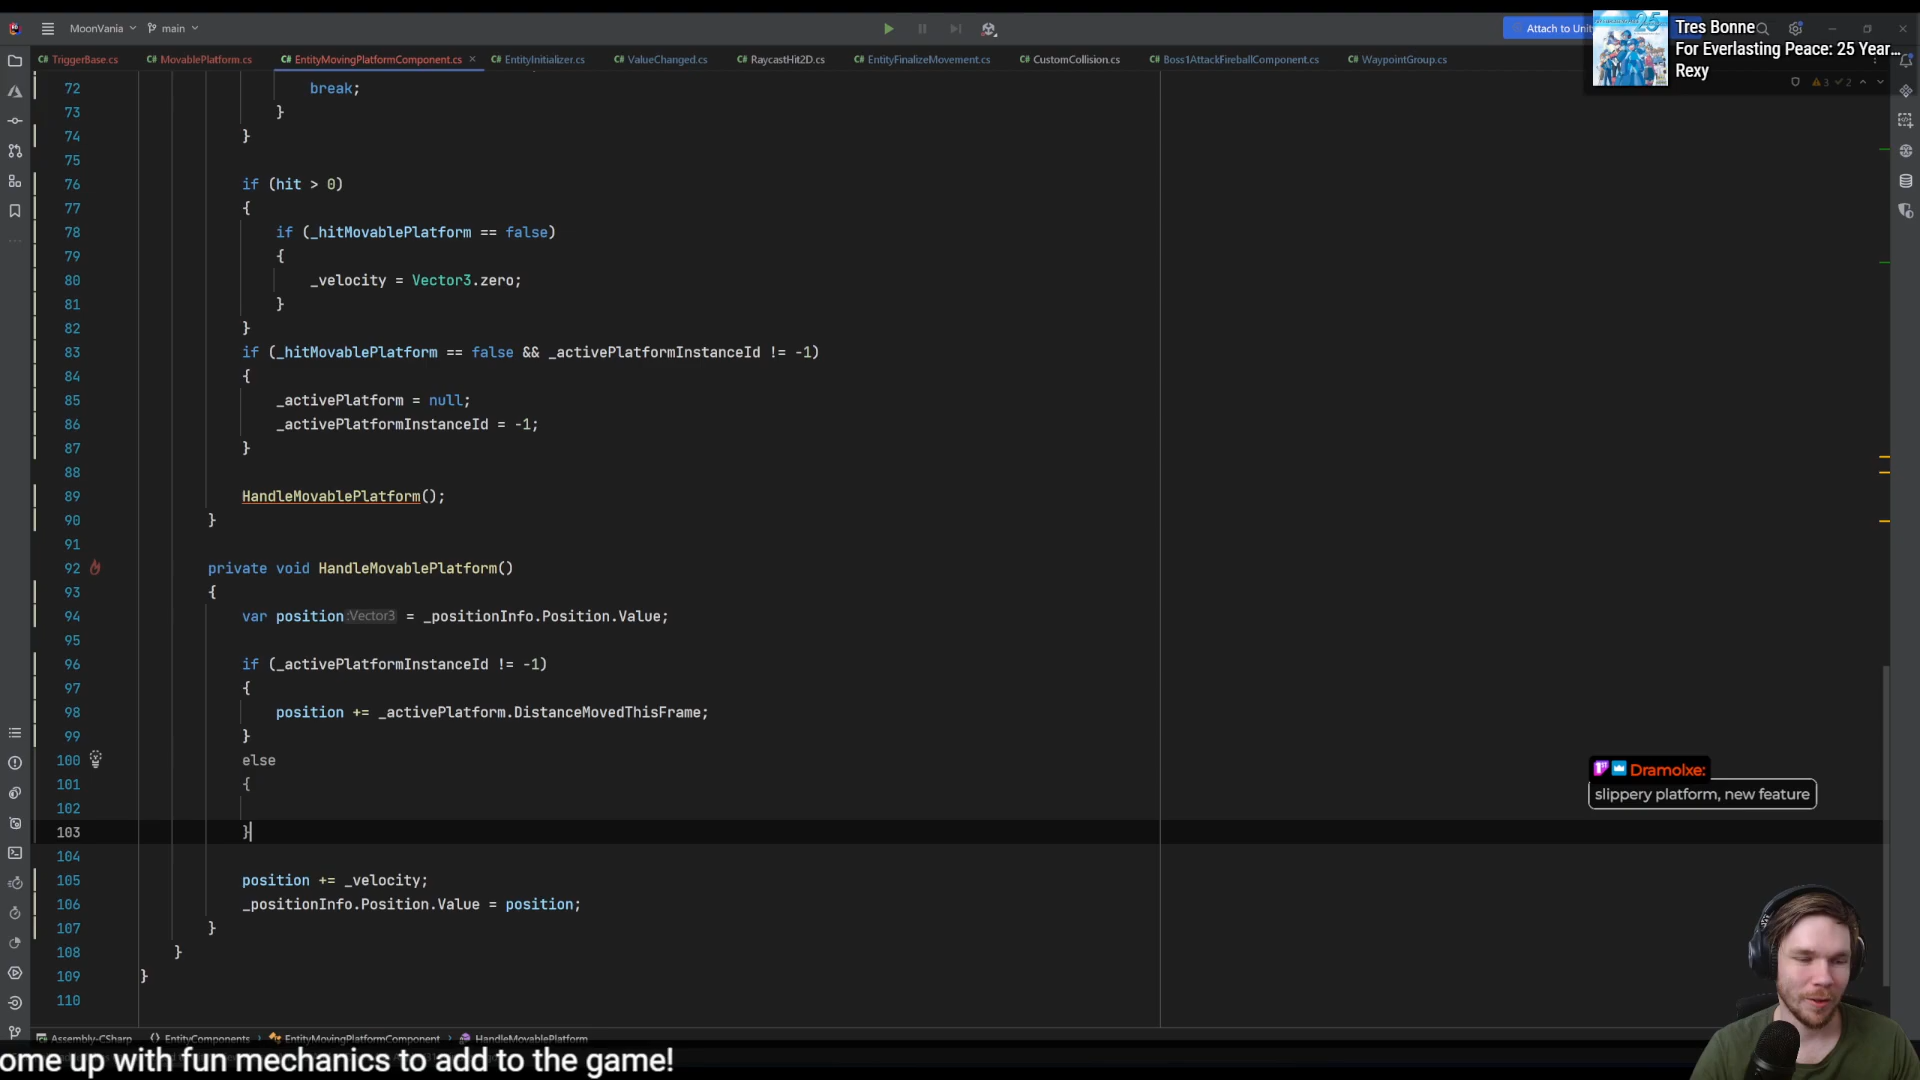 MoonVania
main
Attach to Unit
Tres Bonne
For Everlasting Peace: 25 Year...
Rexy
C# TriggerBase.cs
C# MovablePlatform.cs
C# EntityMovingPlatformComponent.cs ×
C# EntityInitializer.cs
C# ValueChanged.cs
C# RaycastHit2D.cs
C# EntityFinalizeMovement.cs
C# CustomCollision.cs
C# Boss1AttackFireballComponent.cs
C# WaypointGroup.cs
3 2
72 break;
73 }
74 }
75
76 if (hit > 0)
77 {
78 if (_hitMovablePlatform == false)
79 {
80 _velocity = Vector3.zero;
81 }
82 }
83 if (_hitMovablePlatform == false && _activePlatformInstanceId != -1)
84 {
85 _activePlatform = null;
86 _activePlatformInstanceId = -1;
87 }
88
89 HandleMovablePlatform();
90 }
91
92 private void HandleMovablePlatform()
93 {
94 var position :Vector3 = _positionInfo.Position.Value;
95
96 if (_activePlatformInstanceId != -1)
97 {
98 position += _activePlatform.DistanceMovedThisFrame;
99 }
100 else
101 {
102
103 }
104
105 position += _velocity;
106 _positionInfo.Position.Value = position;
107 }
108 }
109 }
110
Dramolxe:
slippery platform, new feature
Assembly-CSharp EntityComponents EntityMovingPlatformComponent HandleMovablePlatform
ome up with fun mechanics to add to the game!